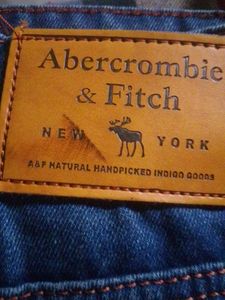 Abercrombie
& Fitch
NEW YORK
A&F NATURAL HANDPICKED INDIGO GOODS